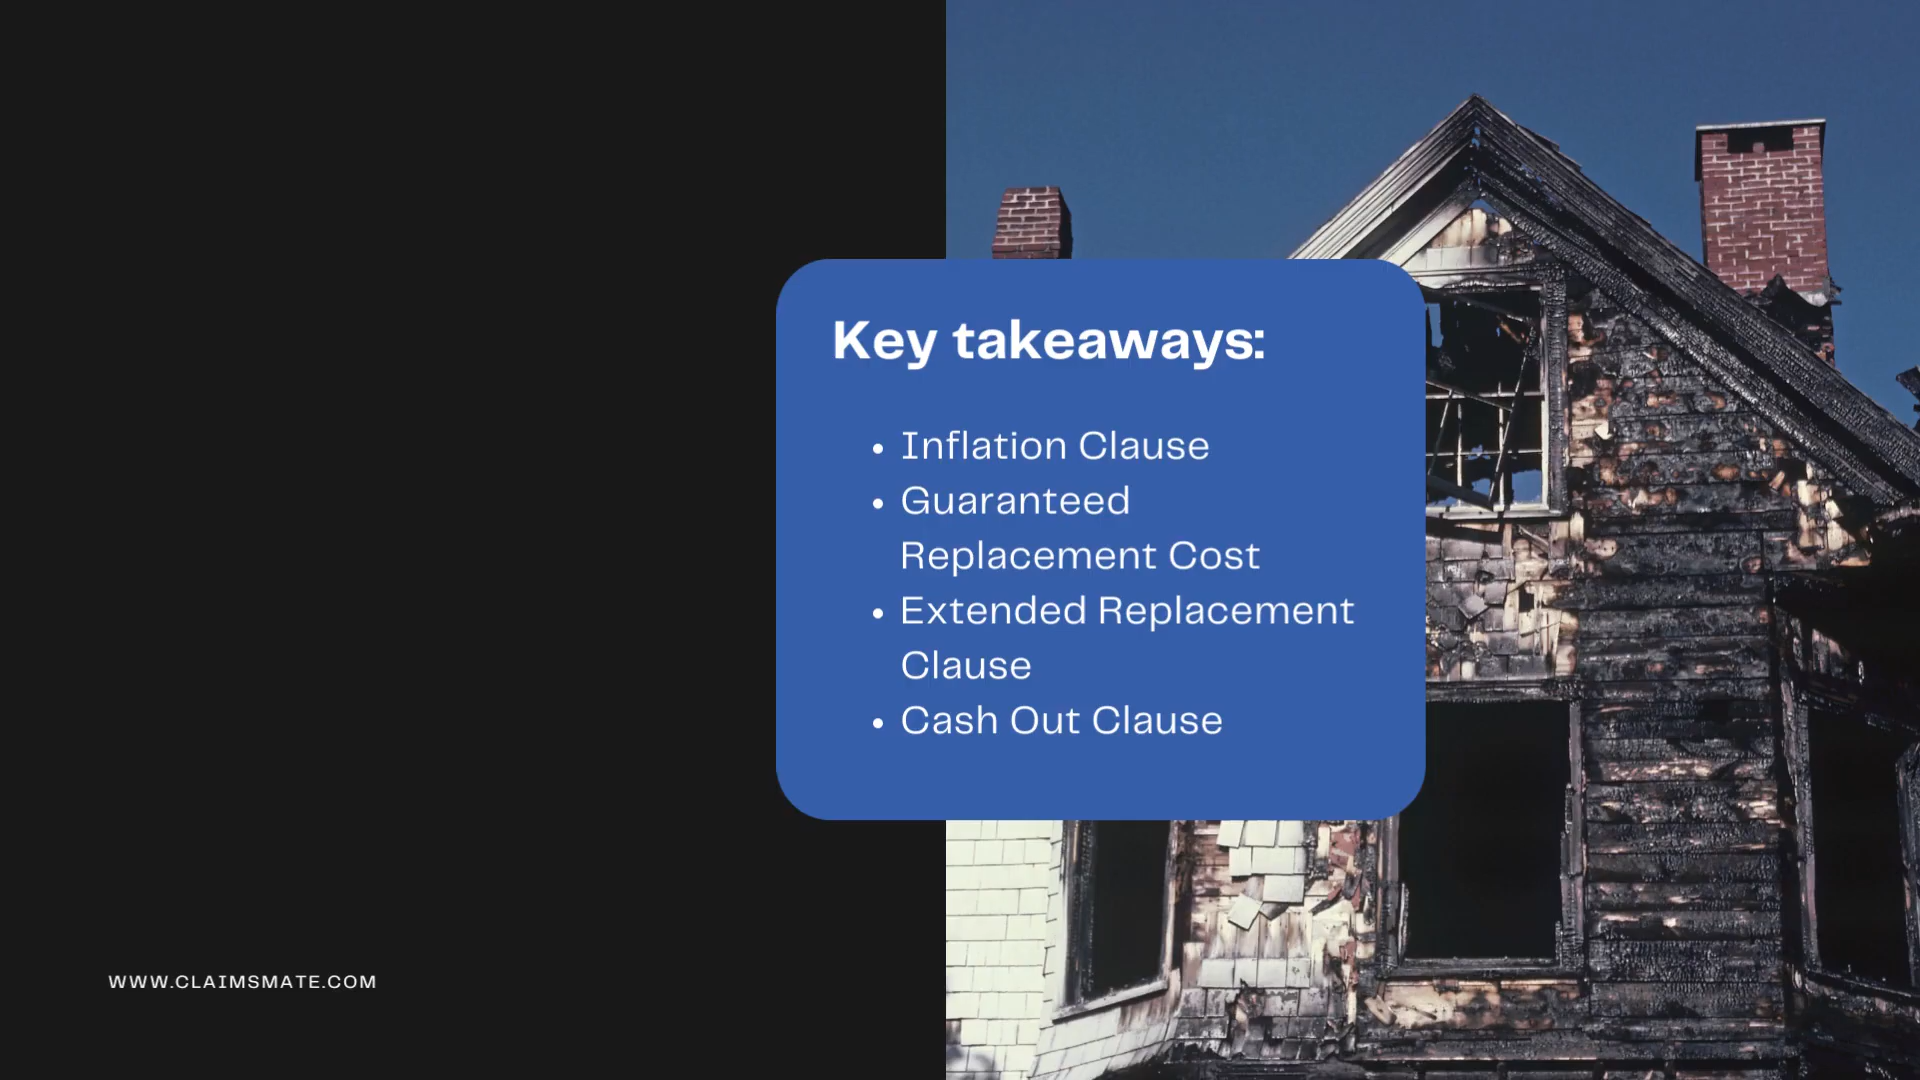 Key takeaways:
• Inflation Clause
• Guaranteed
Replacement Cost
• Extended Replacement
Clause
• Cash Out Clause
WWW.CLAIMSMATE.COM